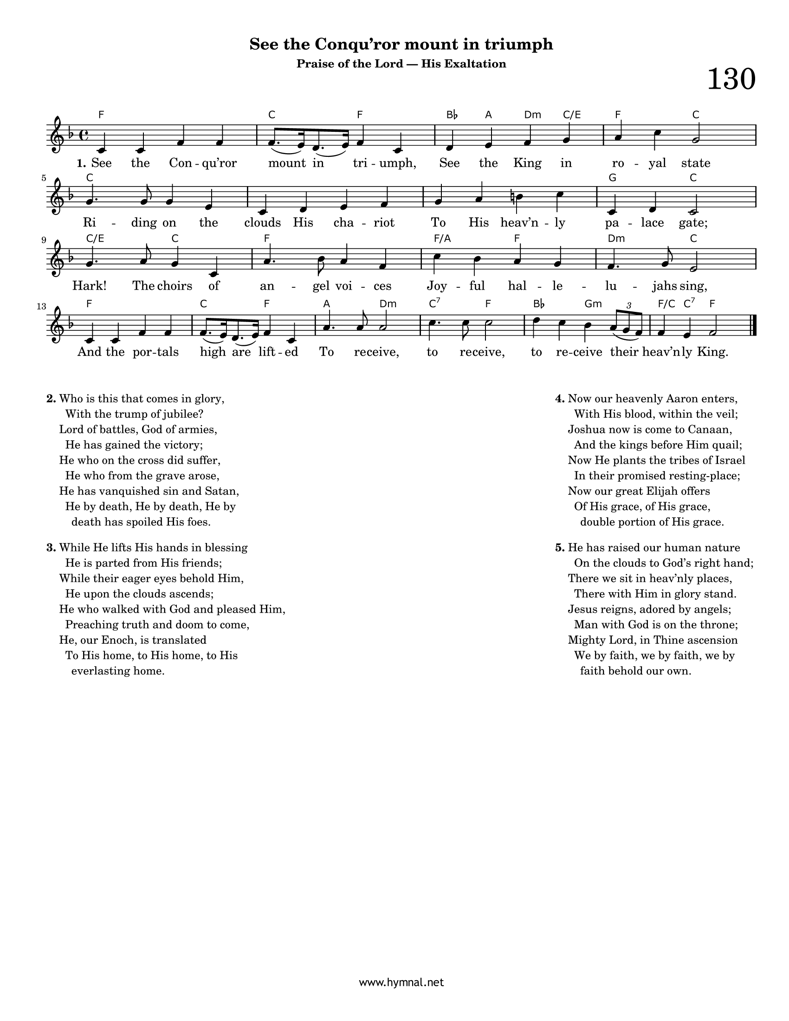 See the Conqu’ror mount in triumph
Praise of the Lord — His Exaltation
130
F C F B♭ A Dm C/E F C
1. See the Con - qu’ror mount in tri - umph, See the King in ro - yal state
5
C G C
Ri - ding on the clouds His cha - riot To His heav’n - ly pa - lace gate;
9
C/E C F F/A F Dm C
Hark! The choirs of an - gel voi - ces Joy - ful hal - le - lu - jahs sing,
13
F C F A Dm C7 F B♭ Gm 3 F/C C7 F
And the por-tals high are lift - ed To receive, to receive, to re-ceive their heav’nly King.
2. Who is this that comes in glory,
With the trump of jubilee?
Lord of battles, God of armies,
He has gained the victory;
He who on the cross did suffer,
He who from the grave arose,
He has vanquished sin and Satan,
He by death, He by death, He by
death has spoiled His foes.
3. While He lifts His hands in blessing
He is parted from His friends;
While their eager eyes behold Him,
He upon the clouds ascends;
He who walked with God and pleased Him,
Preaching truth and doom to come,
He, our Enoch, is translated
To His home, to His home, to His
everlasting home.
4. Now our heavenly Aaron enters,
With His blood, within the veil;
Joshua now is come to Canaan,
And the kings before Him quail;
Now He plants the tribes of Israel
In their promised resting-place;
Now our great Elijah offers
Of His grace, of His grace,
double portion of His grace.
5. He has raised our human nature
On the clouds to God’s right hand;
There we sit in heav’nly places,
There with Him in glory stand.
Jesus reigns, adored by angels;
Man with God is on the throne;
Mighty Lord, in Thine ascension
We by faith, we by faith, we by
faith behold our own.
www.hymnal.net